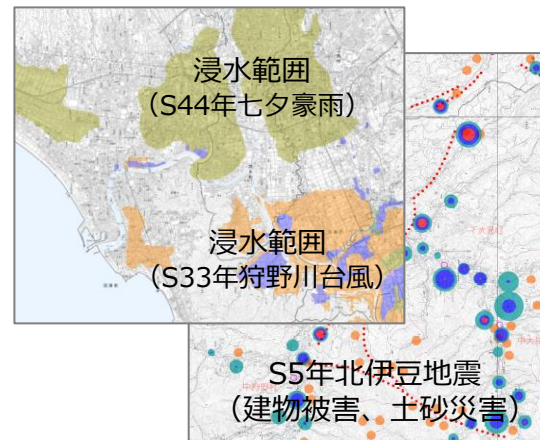 浸水範囲
（S44年七夕豪雨）
浸水範囲
（S33年狩野川台風）
S5年北伊豆地震
（建物被害、土砂災害）